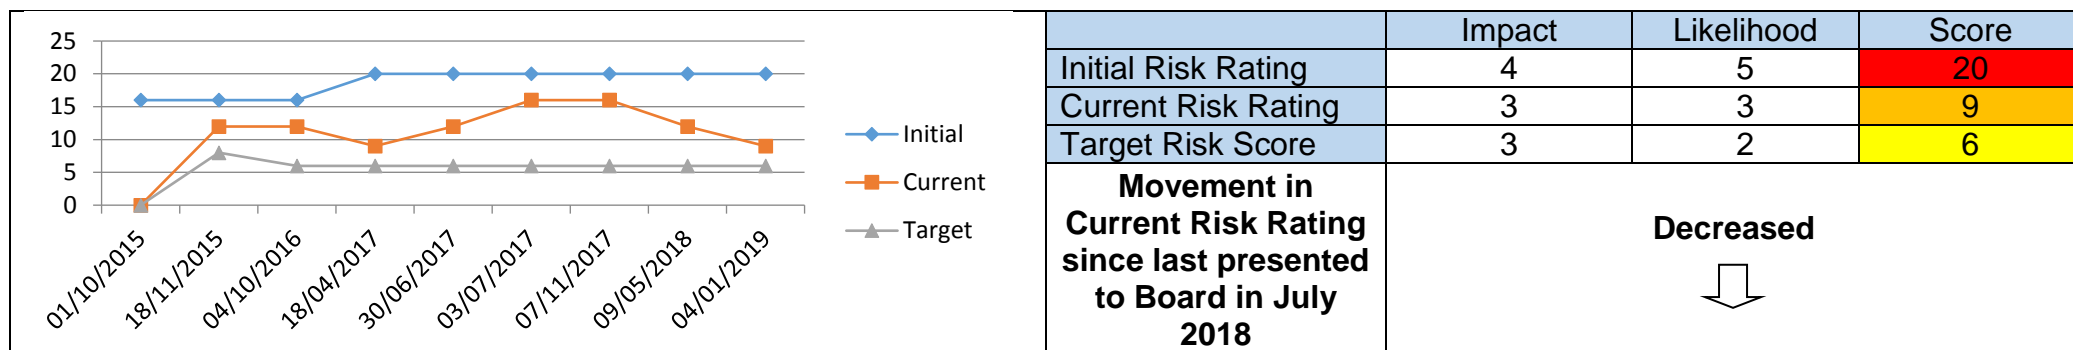 25
20
15
10
5
0
01/10/2015
18/11/2015
04/10/2016
18/04/2017
30/06/2017
03/07/2017
07/11/2017
09/05/2018
04/01/2019
Initial
Current
Target
Impact Likelihood Score
Initial Risk Rating 4 5 20
Current Risk Rating 3 3 9
Target Risk Score 3 2 6
Movement in
Current Risk Rating
since last presented
to Board in July
2018
Decreased